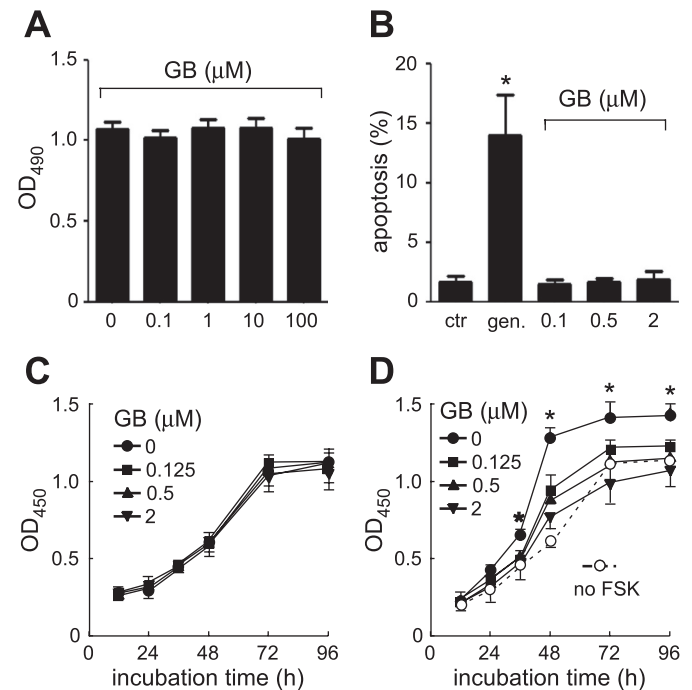 A
GB (μM)
OD490
1.5
1.0
0.5
0
0 0.1 1 10 100
B
GB (μM)
*
apoptosis (%)
20
15
10
5
0
ctr gen. 0.1 0.5 2
C
GB (μM)
0
0.125
0.5
2
OD450
1.5
1.0
0.5
0
0 24 48 72 96
incubation time (h)
D
GB (μM)
0
0.125
0.5
2
* * * *
no FSK
OD450
1.5
1.0
0.5
0
0 24 48 72 96
incubation time (h)